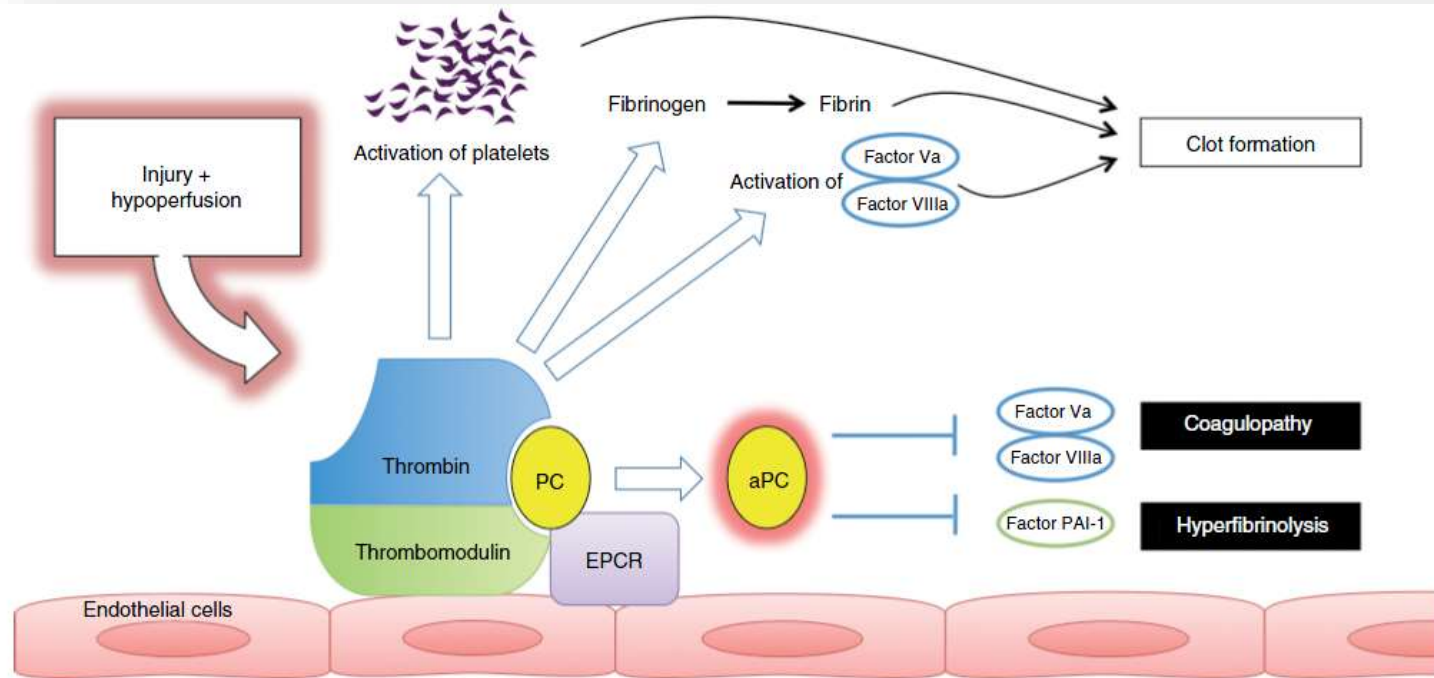 Injury +
hypoperfusion
Activation of platelets
Fibrinogen
Fibrin
Activation of
Factor Va
Factor VIIIa
Clot formation
Thrombin
Thrombomodulin
PC
EPCR
aPC
Factor Va
Factor VIIIa
Coagulopathy
Factor PAI-1
Hyperfibrinolysis
Endothelial cells